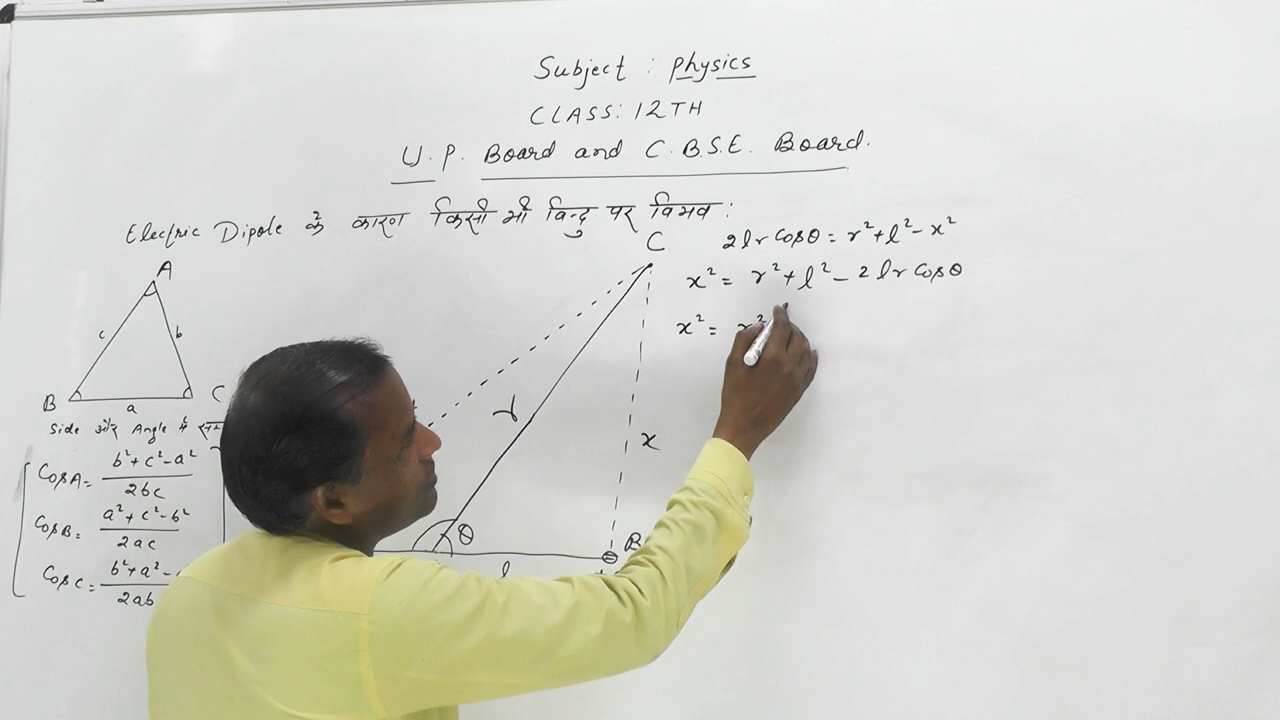 Subject : Physics
CLASS: 12TH
U.P. Board and C.B.S.E. Board.
Electric Dipole के कारण किसी भी बिन्दु पर विभव :
A
c
b
B
a
C
Side और Angle में
CosA = b²+c²-a² / 2bc
CosB = a²+c²-b² / 2ac
CosC = b²+a²- / 2ab
C
r
x
θ
B
l
2lr Cosθ = r²+l²-x²
x² = r²+l²-2lr Cosθ
x² = r²